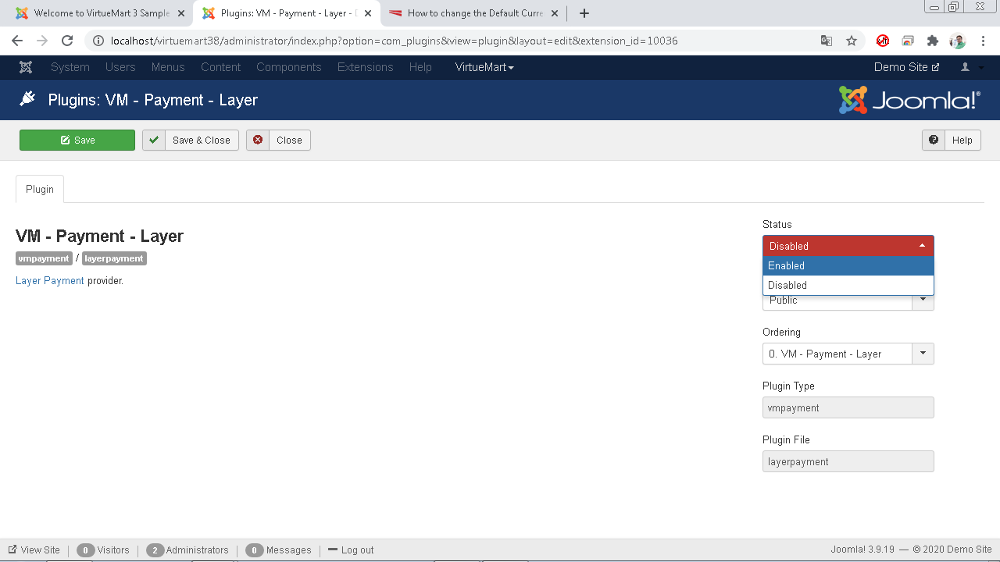 Welcome to VirtueMart 3 Sample
Plugins: VM - Payment - Layer -
How to change the Default Curre
localhost/virtuemart38/administrator/index.php?option=com_plugins&view=plugin&layout=edit&extension_id=10036
System Users Menus Content Components Extensions Help VirtueMart Demo Site
Plugins: VM - Payment - Layer
Joomla!®
Save Save & Close Close Help
Plugin
VM - Payment - Layer
vmpayment / layerpayment
Layer Payment provider.
Status
Disabled
Enabled
Disabled
Public
Ordering
0. VM - Payment - Layer
Plugin Type
vmpayment
Plugin File
layerpayment
View Site 0 Visitors 2 Administrators 0 Messages Log out
Joomla! 3.9.19 — © 2020 Demo Site